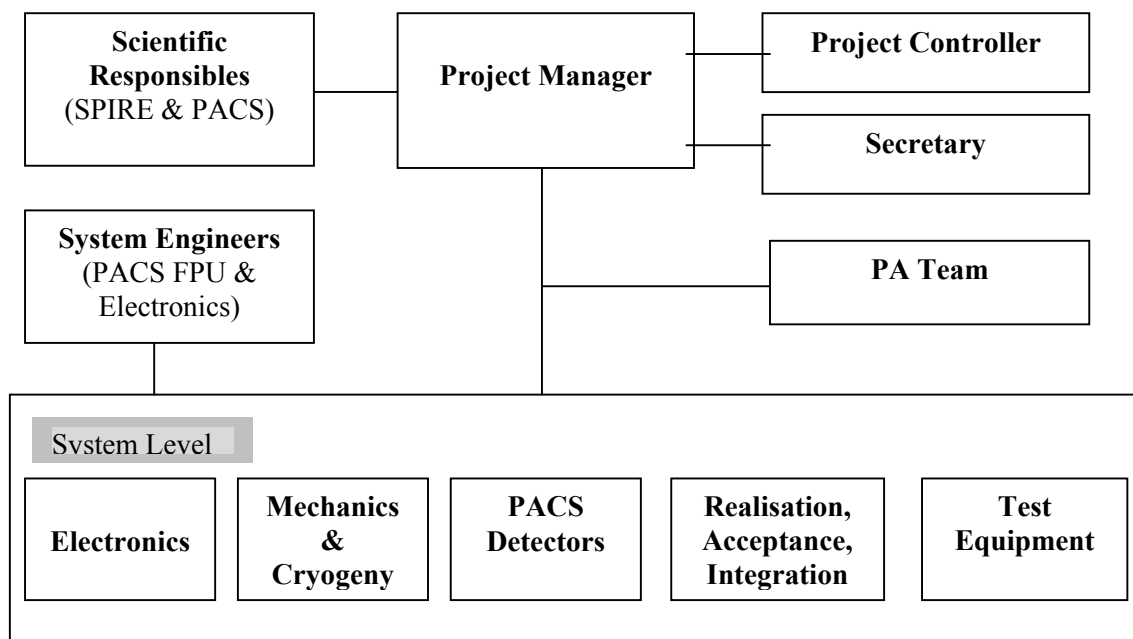 Scientific
Responsibles
(SPIRE & PACS)
Project Manager
Project Controller
Secretary
System Engineers
(PACS FPU &
Electronics)
PA Team
System Level
Electronics
Mechanics
&
Cryogeny
PACS
Detectors
Realisation,
Acceptance,
Integration
Test
Equipment